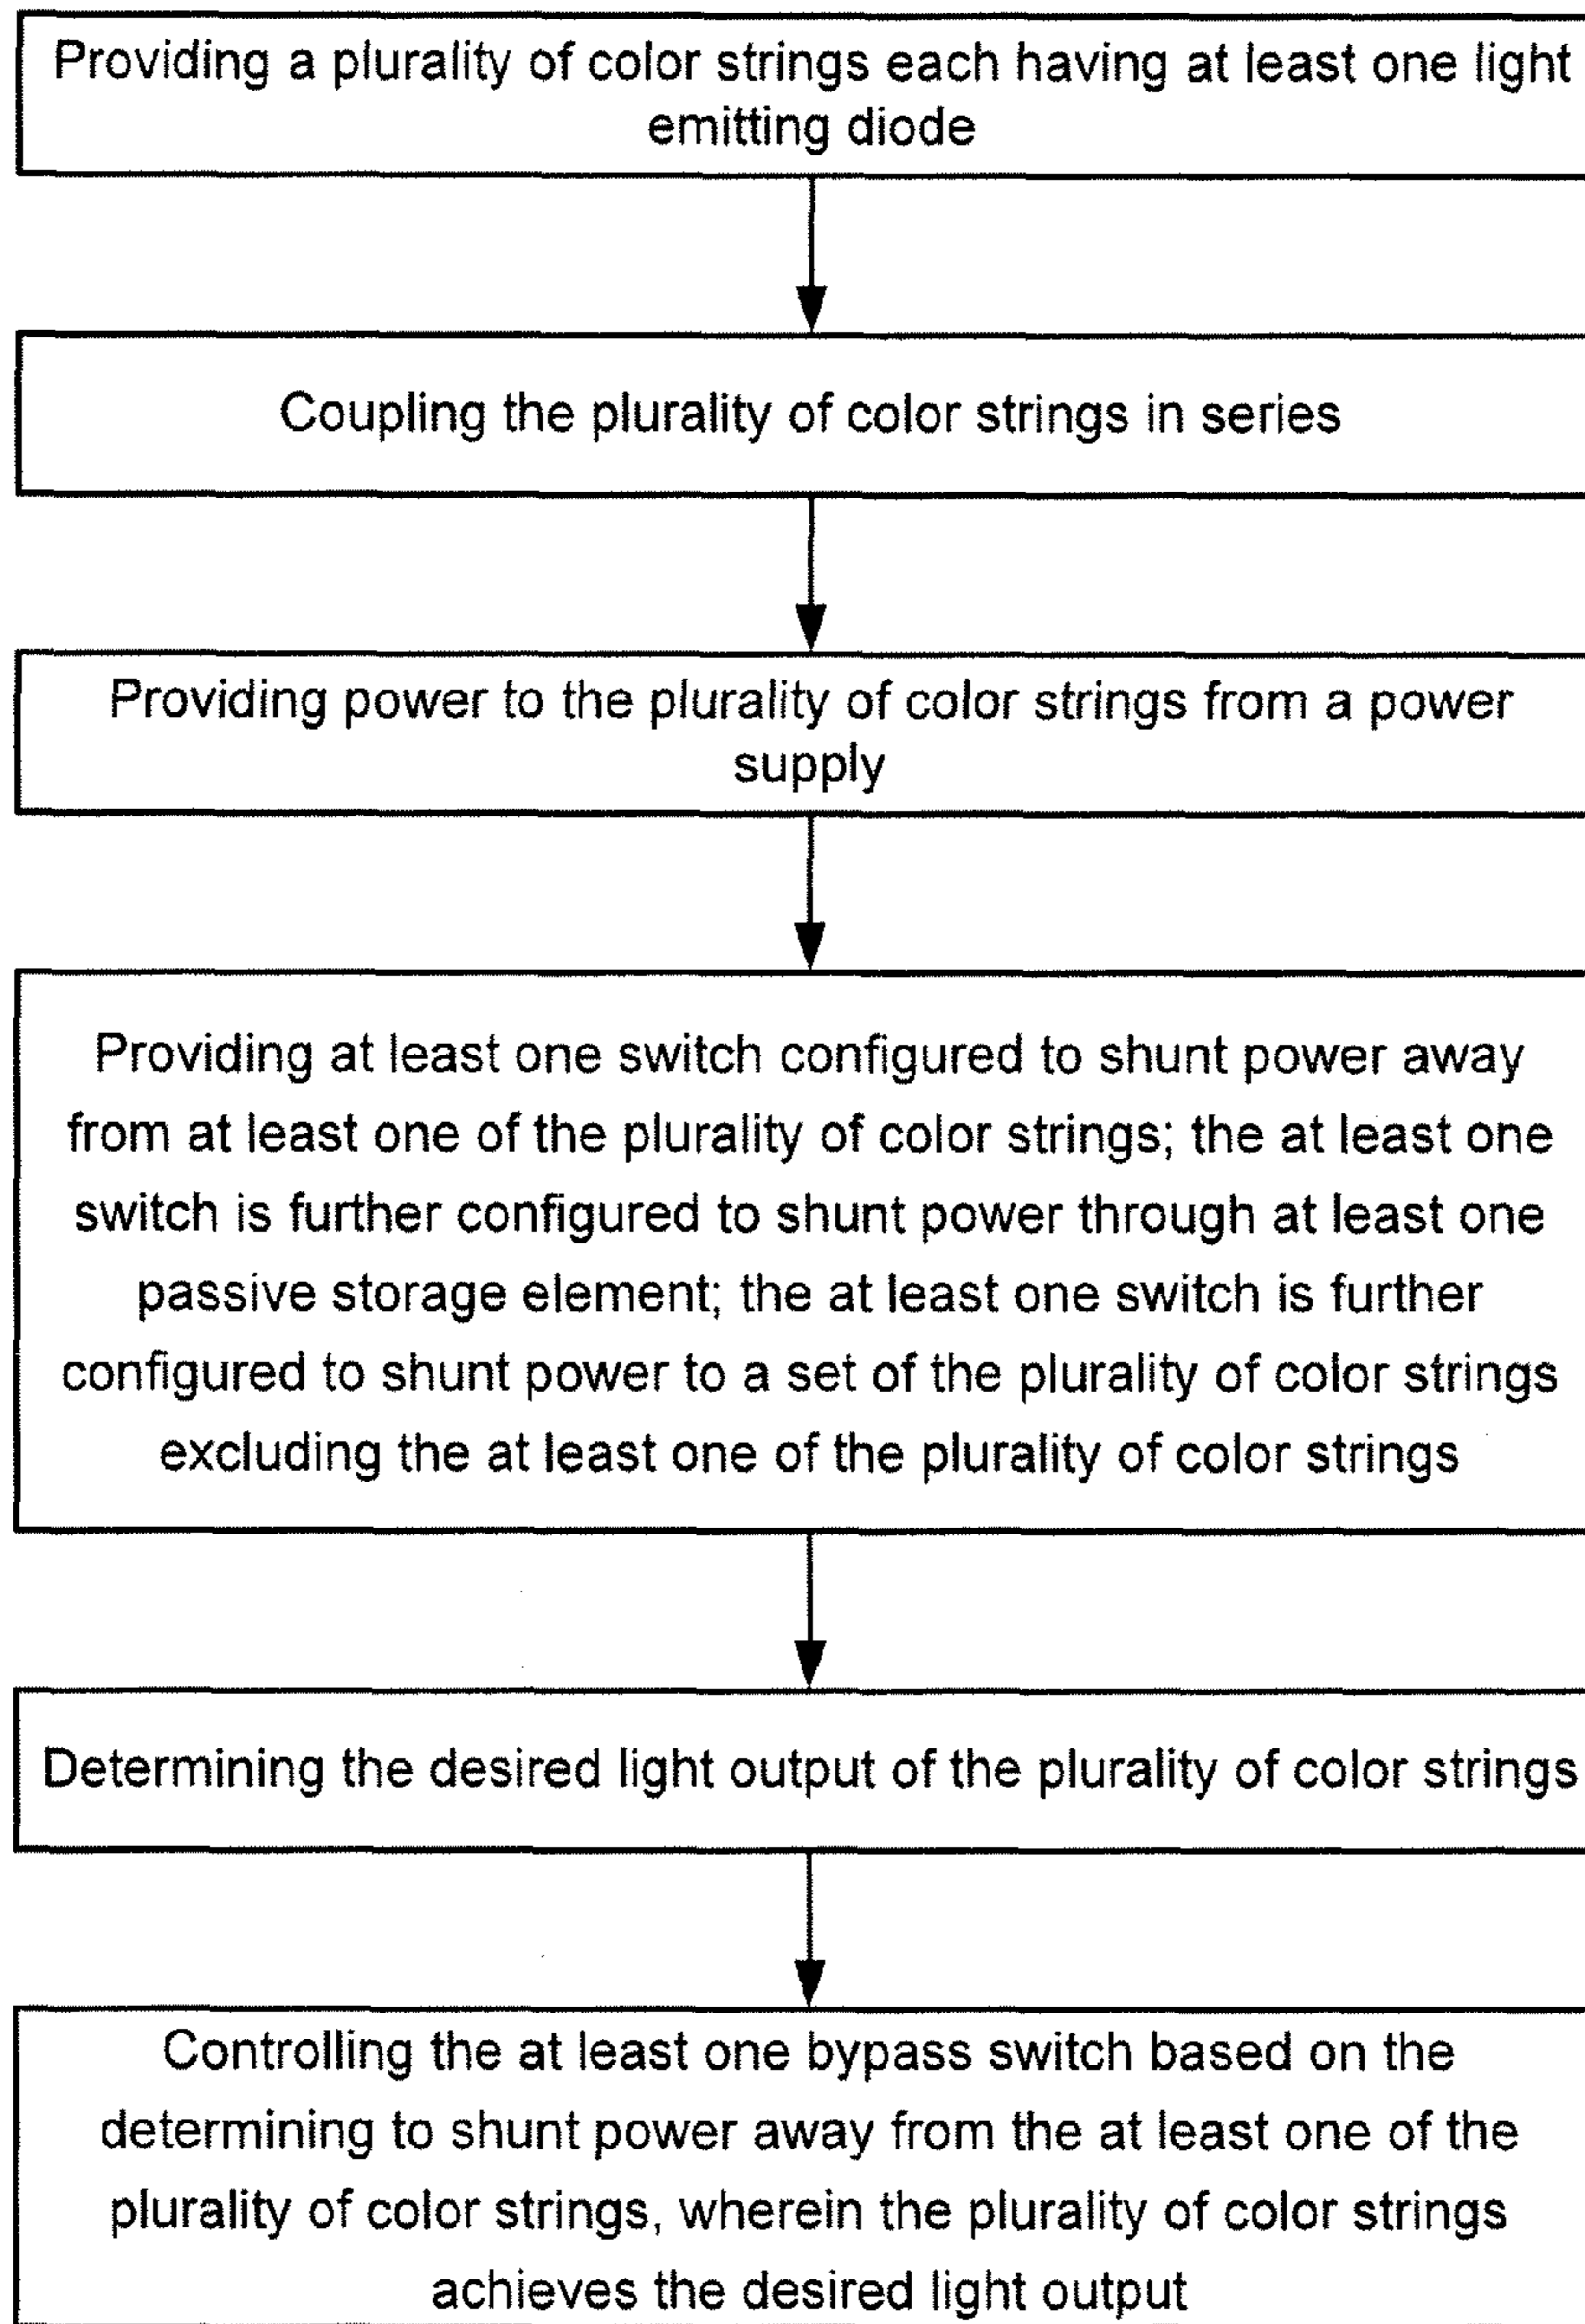 Providing a plurality of color strings each having at least one light
emitting diode
Coupling the plurality of color strings in series
Providing power to the plurality of color strings from a power
supply
Providing at least one switch configured to shunt power away
from at least one of the plurality of color strings; the at least one
switch is further configured to shunt power through at least one
passive storage element; the at least one switch is further
configured to shunt power to a set of the plurality of color strings
excluding the at least one of the plurality of color strings
Determining the desired light output of the plurality of color strings
Controlling the at least one bypass switch based on the
determining to shunt power away from the at least one of the
plurality of color strings, wherein the plurality of color strings
achieves the desired light output